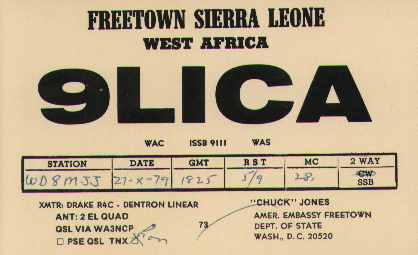 FREETOWN SIERRA LEONE
WEST AFRICA
9LICA
WAC ISSB 9111 WAS
STATION DATE GMT RST MC 2 WAY
WD8MJJ 27-X-79 1825 5/9 28, CW
SSB
XMTR: DRAKE R4C - DENTRON LINEAR "CHUCK" JONES
ANT: 2 EL QUAD AMER. EMBASSY FREETOWN
QSL VIA WA3NCP 73 DEPT. OF STATE
PSE QSL TNX WASH., D. C. 20520